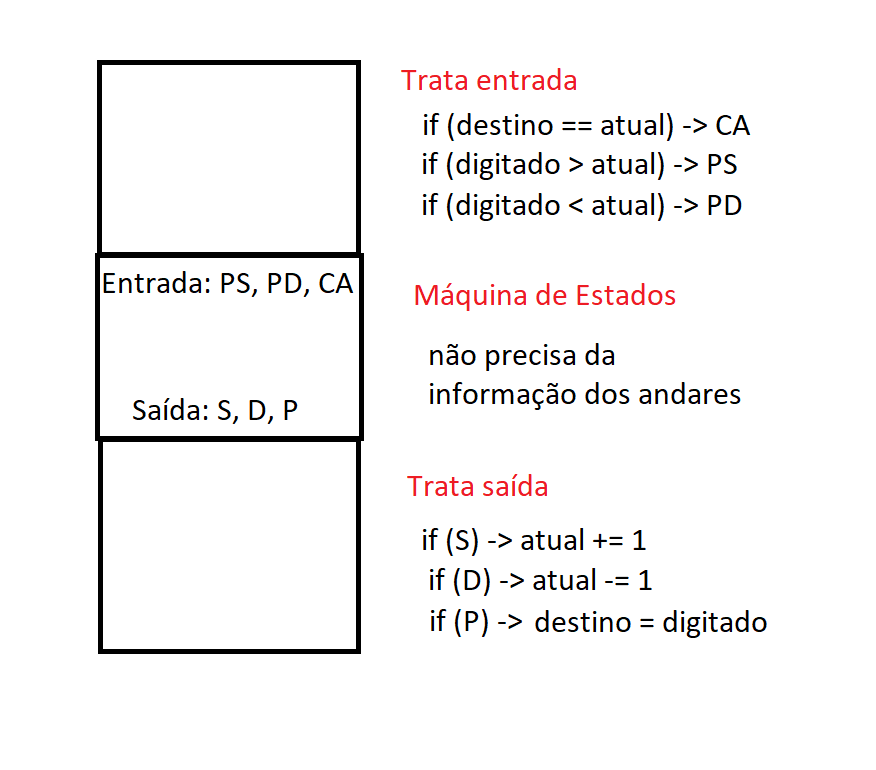 Trata entrada
if (destino == atual) -> CA
if (digitado > atual) -> PS
if (digitado < atual) -> PD
Entrada: PS, PD, CA
Máquina de Estados
não precisa da
informação dos andares
Saída: S, D, P
Trata saída
if (S) -> atual += 1
if (D) -> atual -= 1
if (P) -> destino = digitado